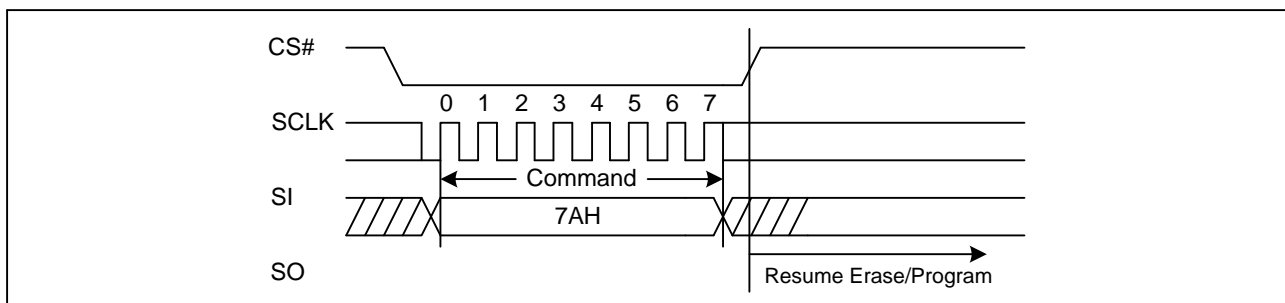 CS#
0 1 2 3 4 5 6 7
SCLK
Command
SI
7AH
SO
Resume Erase/Program